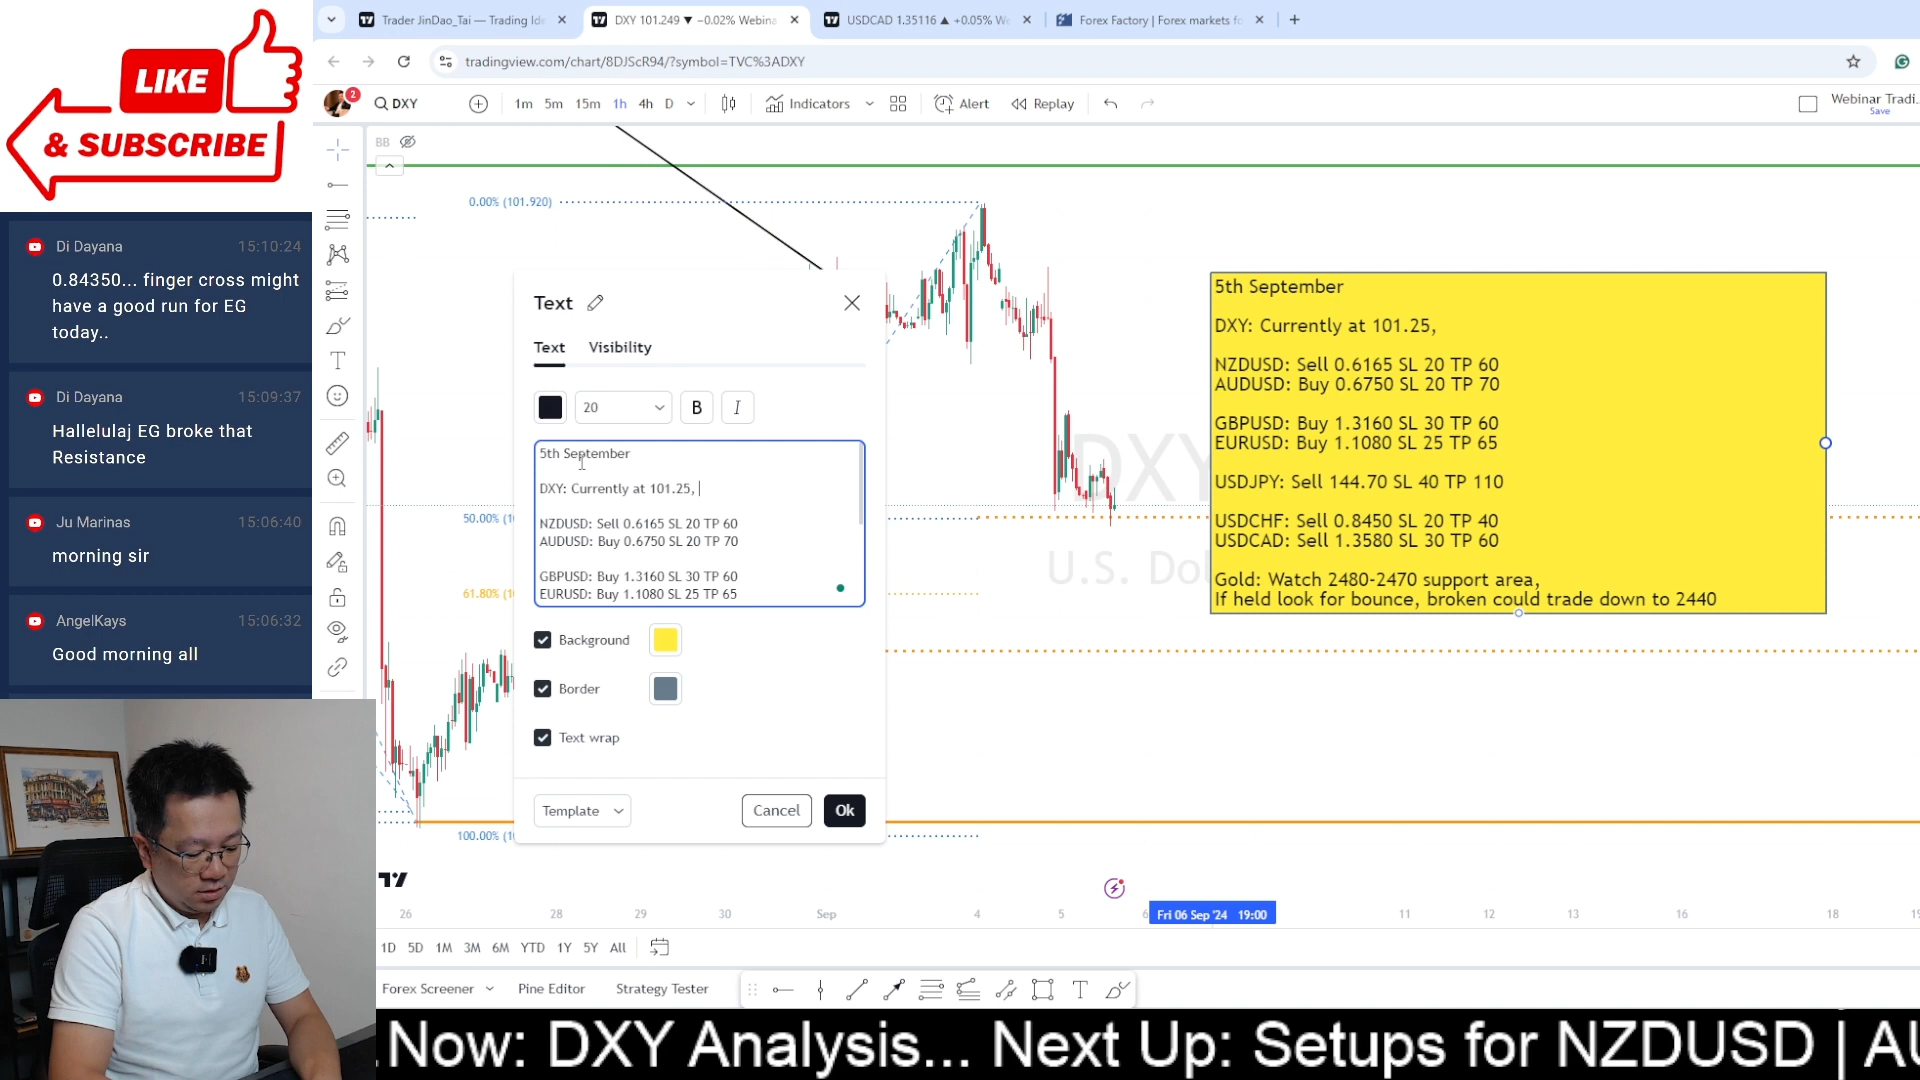 LIKE
& SUBSCRIBE
Di Dayana 15:10:24
0.84350... finger cross might
have a good run for EG
today..
Di Dayana 15:09:37
Hallelulaj EG broke that
Resistance
Ju Marinas 15:06:40
morning sir
AngelKays 15:06:32
Good morning all
Trader JinDao_Tai — Trading Ide
DXY 101.249 ▼ −0.02% Webina
USDCAD 1.35116 ▲ +0.05% We
Forex Factory | Forex markets fo
tradingview.com/chart/8DJScR94/?symbol=TVC%3ADXY
2
DXY
1m 5m 15m 1h 4h D
Indicators
Alert
Replay
Webinar Tradi...
Save
BB
0.00% (101.920)
50.00% (10
61.80% (10
100.00% (10
DXY
U.S. Dol
Text
Text Visibility
20 B I
5th September
DXY: Currently at 101.25,
NZDUSD: Sell 0.6165 SL 20 TP 60
AUDUSD: Buy 0.6750 SL 20 TP 70
GBPUSD: Buy 1.3160 SL 30 TP 60
EURUSD: Buy 1.1080 SL 25 TP 65
Background
Border
Text wrap
Template
Cancel
Ok
5th September
DXY: Currently at 101.25,
NZDUSD: Sell 0.6165 SL 20 TP 60
AUDUSD: Buy 0.6750 SL 20 TP 70
GBPUSD: Buy 1.3160 SL 30 TP 60
EURUSD: Buy 1.1080 SL 25 TP 65
USDJPY: Sell 144.70 SL 40 TP 110
USDCHF: Sell 0.8450 SL 20 TP 40
USDCAD: Sell 1.3580 SL 30 TP 60
Gold: Watch 2480-2470 support area,
If held look for bounce, broken could trade down to 2440
26 28 29 30 Sep 4 5 6 Fri 06 Sep '24 19:00 11 12 13 16 18 19
1D 5D 1M 3M 6M YTD 1Y 5Y All
Forex Screener Pine Editor Strategy Tester
. Now: DXY Analysis... Next Up: Setups for NZDUSD | AU